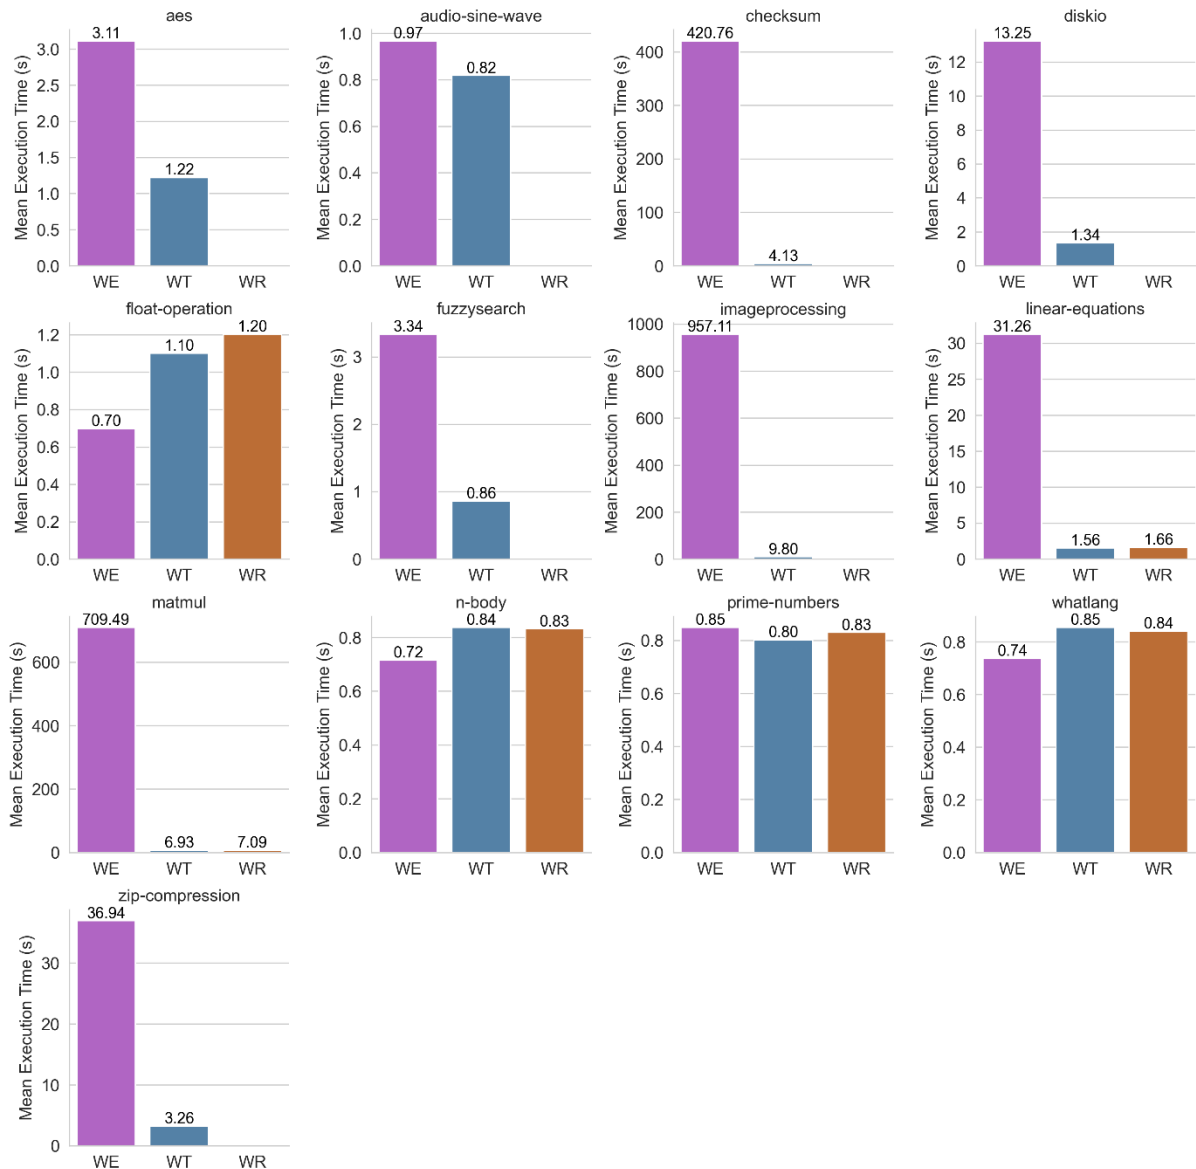 aes
Mean Execution Time (s)
3.0
2.5
2.0
1.5
1.0
0.5
0.0
3.11
1.22
WE WT WR
audio-sine-wave
Mean Execution Time (s)
1.0
0.8
0.6
0.4
0.2
0.0
0.97
0.82
WE WT WR
checksum
Mean Execution Time (s)
400
300
200
100
0
420.76
4.13
WE WT WR
diskio
Mean Execution Time (s)
12
10
8
6
4
2
0
13.25
1.34
WE WT WR
float-operation
Mean Execution Time (s)
1.2
1.0
0.8
0.6
0.4
0.2
0.0
0.70
1.10
1.20
WE WT WR
fuzzysearch
Mean Execution Time (s)
3
2
1
0
3.34
0.86
WE WT WR
imageprocessing
Mean Execution Time (s)
1000
800
600
400
200
0
957.11
9.80
WE WT WR
linear-equations
Mean Execution Time (s)
30
25
20
15
10
5
0
31.26
1.56
1.66
WE WT WR
matmul
Mean Execution Time (s)
600
400
200
0
709.49
6.93
7.09
WE WT WR
n-body
Mean Execution Time (s)
0.8
0.6
0.4
0.2
0.0
0.72
0.84
0.83
WE WT WR
prime-numbers
Mean Execution Time (s)
0.8
0.6
0.4
0.2
0.0
0.85
0.80
0.83
WE WT WR
whatlang
Mean Execution Time (s)
0.8
0.6
0.4
0.2
0.0
0.74
0.85
0.84
WE WT WR
zip-compression
Mean Execution Time (s)
30
20
10
0
36.94
3.26
WE WT WR